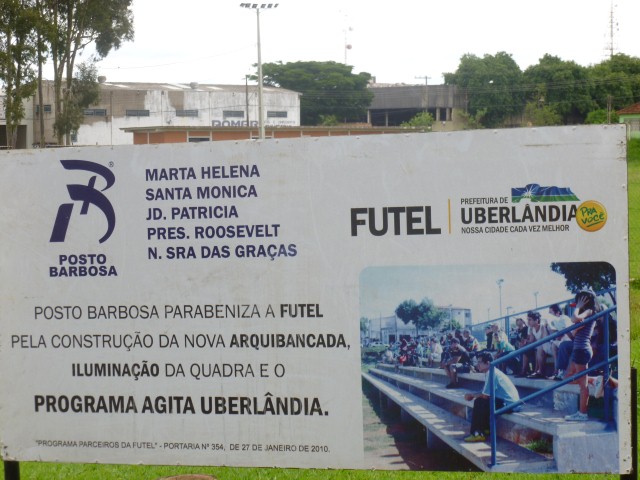 POSTO
BARBOSA
MARTA HELENA
SANTA MONICA
JD. PATRICIA
PRES. ROOSEVELT
N. SRA DAS GRAÇAS
FUTEL
PREFEITURA DE
UBERLÂNDIA
NOSSA CIDADE CADA VEZ MELHOR
Pra
VOCÊ
POSTO BARBOSA PARABENIZA A FUTEL
PELA CONSTRUÇÃO DA NOVA ARQUIBANCADA,
ILUMINAÇÃO DA QUADRA E O
PROGRAMA AGITA UBERLÂNDIA.
"PROGRAMA PARCEIROS DA FUTEL" - PORTARIA Nº 354, DE 27 DE JANEIRO DE 2010.